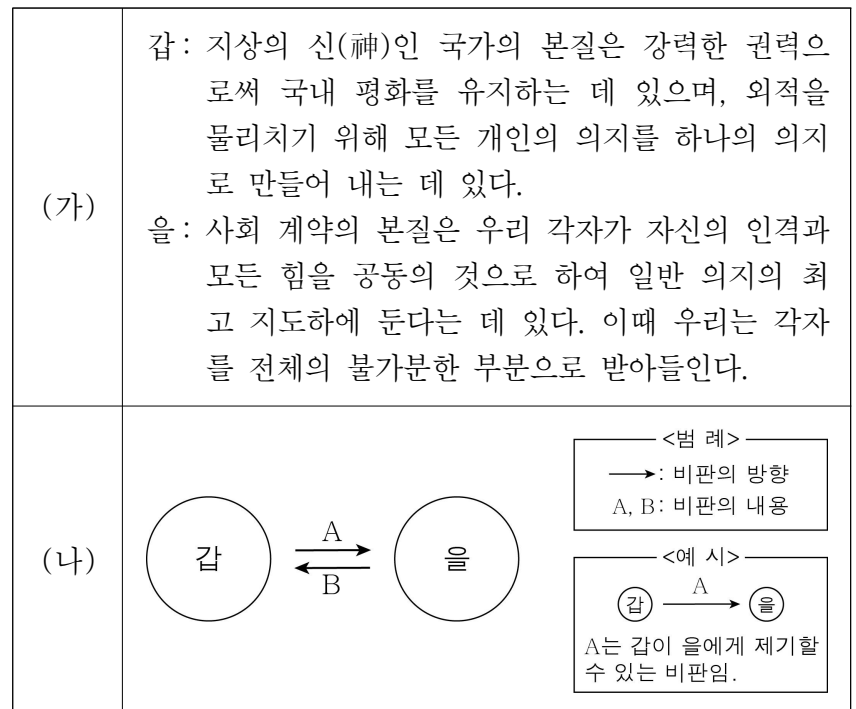 (가)
갑: 지상의 신(神)인 국가의 본질은 강력한 권력으
로써 국내 평화를 유지하는 데 있으며, 외적을
물리치기 위해 모든 개인의 의지를 하나의 의지
로 만들어 내는 데 있다.
을: 사회 계약의 본질은 우리 각자가 자신의 인격과
모든 힘을 공동의 것으로 하여 일반 의지의 최
고 지도하에 둔다는 데 있다. 이때 우리는 각자
를 전체의 불가분한 부분으로 받아들인다.
(나)
갑
A
B
을
<범 례>
→: 비판의 방향
A, B: 비판의 내용
<예 시>
갑 A 을
A는 갑이 을에게 제기할
수 있는 비판임.